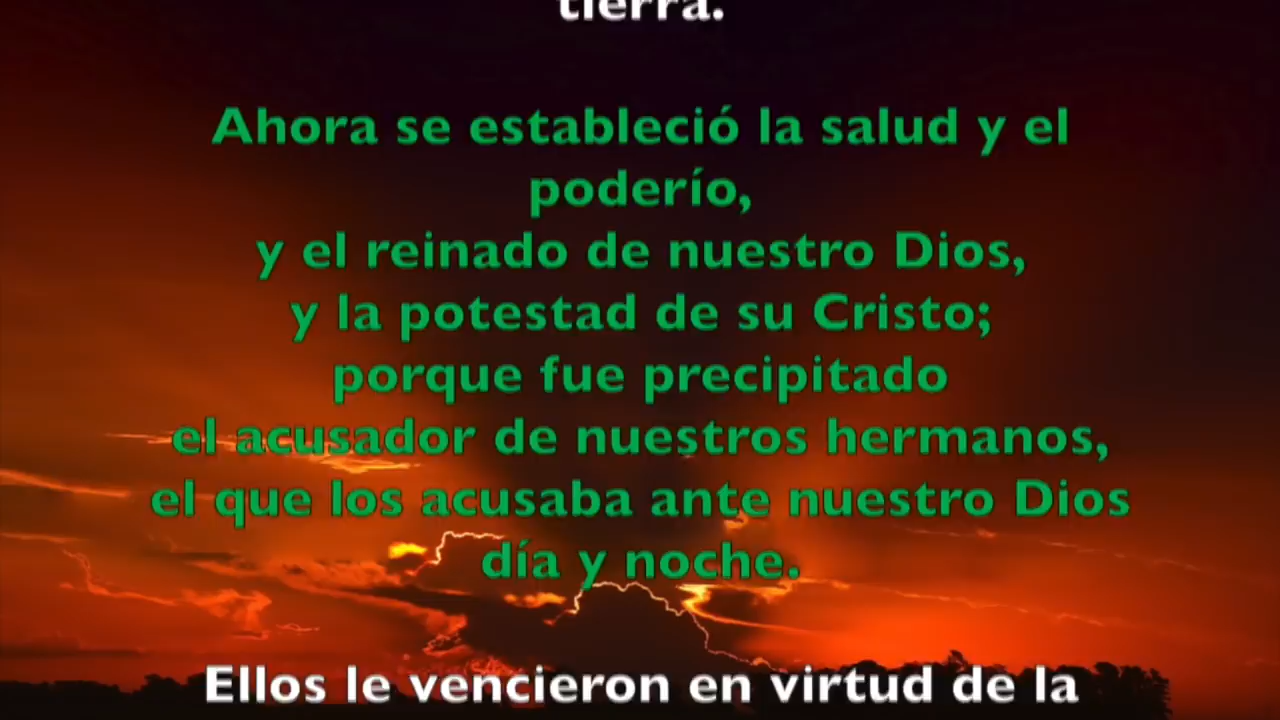 tierra.
Ahora se estableció la salud y el
poderío,
y el reinado de nuestro Dios,
y la potestad de su Cristo;
porque fue precipitado
el acusador de nuestros hermanos,
el que los acusaba ante nuestro Dios
día y noche.
Ellos le vencieron en virtud de la